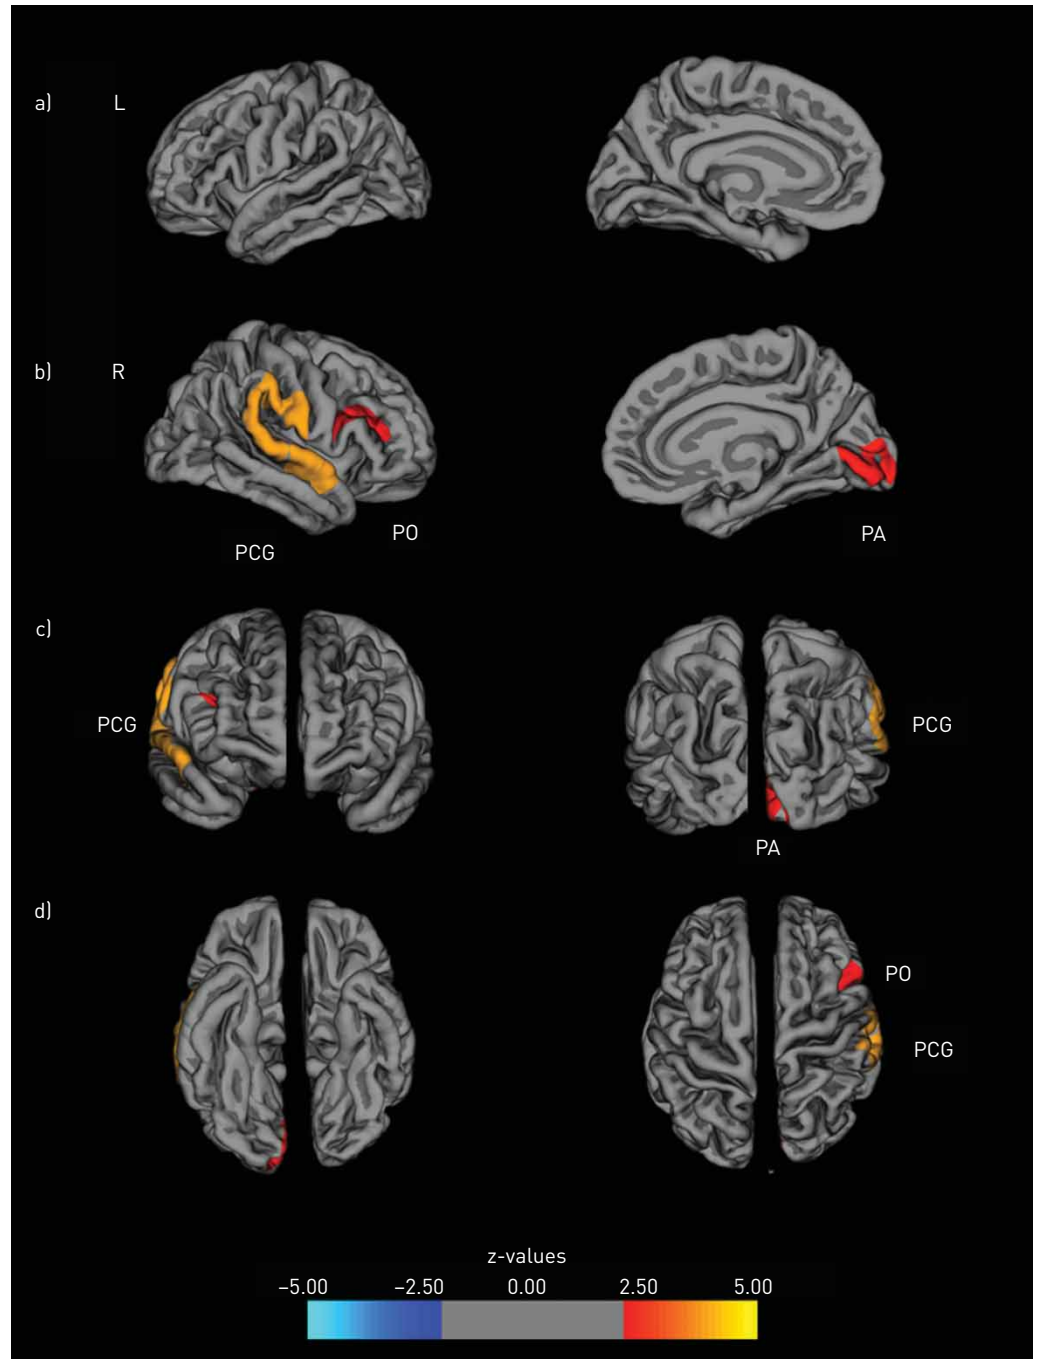 a) L
b) R
PCG PO PA
c)
PCG PCG
PA
d)
PO
PCG
z-values
−5.00 −2.50 0.00 2.50 5.00